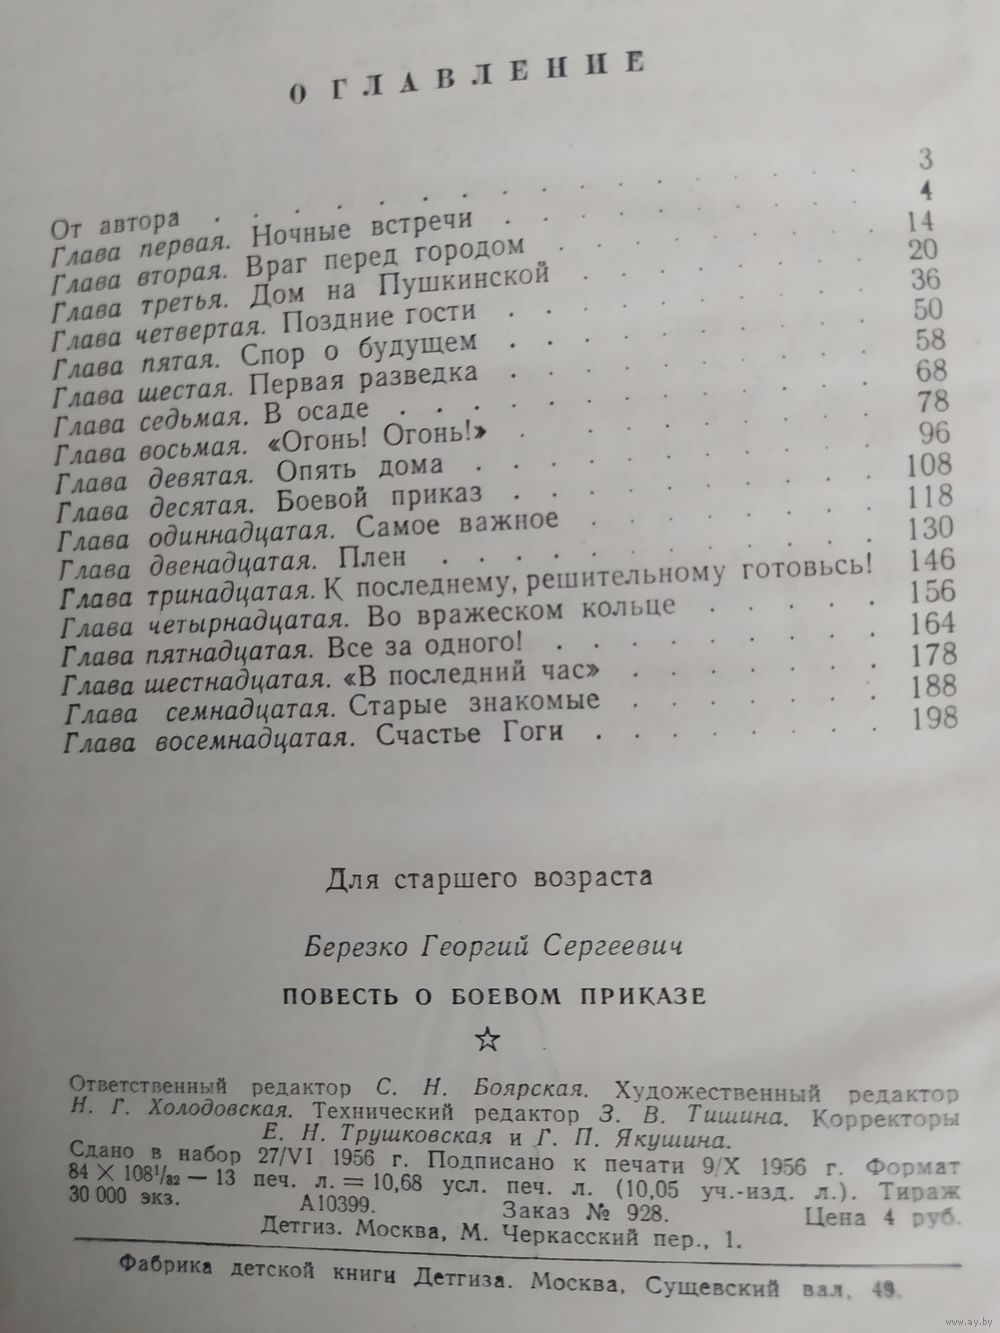 ОГЛАВЛЕНИЕ
От автора . . . . . . . . . . . . . . . 3
Глава первая. Ночные встречи . . . . . . . . . . 4
Глава вторая. Враг перед городом . . . . . . . . . 14
Глава третья. Дом на Пушкинской . . . . . . . . 20
Глава четвертая. Поздние гости . . . . . . . . . . 36
Глава пятая. Спор о будущем . . . . . . . . . . 50
Глава шестая. Первая разведка . . . . . . . . . . 58
Глава седьмая. В осаде . . . . . . . . . . . . . 68
Глава восьмая. «Огонь! Огонь!» . . . . . . . . 78
Глава девятая. Опять дома . . . . . . . . . . . 96
Глава десятая. Боевой приказ . . . . . . . . . . 108
Глава одиннадцатая. Самое важное . . . . . . . . 118
Глава двенадцатая. Плен . . . . . . . . . . . . 130
Глава тринадцатая. К последнему, решительному готовьсь! 146
Глава четырнадцатая. Во вражеском кольце . . . . . 156
Глава пятнадцатая. Все за одного! . . . . . . . . . 164
Глава шестнадцатая. «В последний час» . . . . . . . 178
Глава семнадцатая. Старые знакомые . . . . . . . 188
Глава восемнадцатая. Счастье Гоги . . . . . . . . 198
Для старшего возраста
Березко Георгий Сергеевич
ПОВЕСТЬ О БОЕВОМ ПРИКАЗЕ
☆
Ответственный редактор С. Н. Боярская. Художественный редактор
Н. Г. Холодовская. Технический редактор З. В. Тишина. Корректоры
Е. Н. Трушковская и Г. П. Якушина.
Сдано в набор 27/VI 1956 г. Подписано к печати 9/X 1956 г. Формат
84 × 108¹/₃₂ — 13 печ. л. = 10,68 усл. печ. л. (10,05 уч.-изд. л.). Тираж
30 000 экз. А10399. Заказ № 928. Цена 4 руб.
Детгиз. Москва, М. Черкасский пер., 1.
Фабрика детской книги Детгиза. Москва, Сущевский вал, 49.
www.ay.by